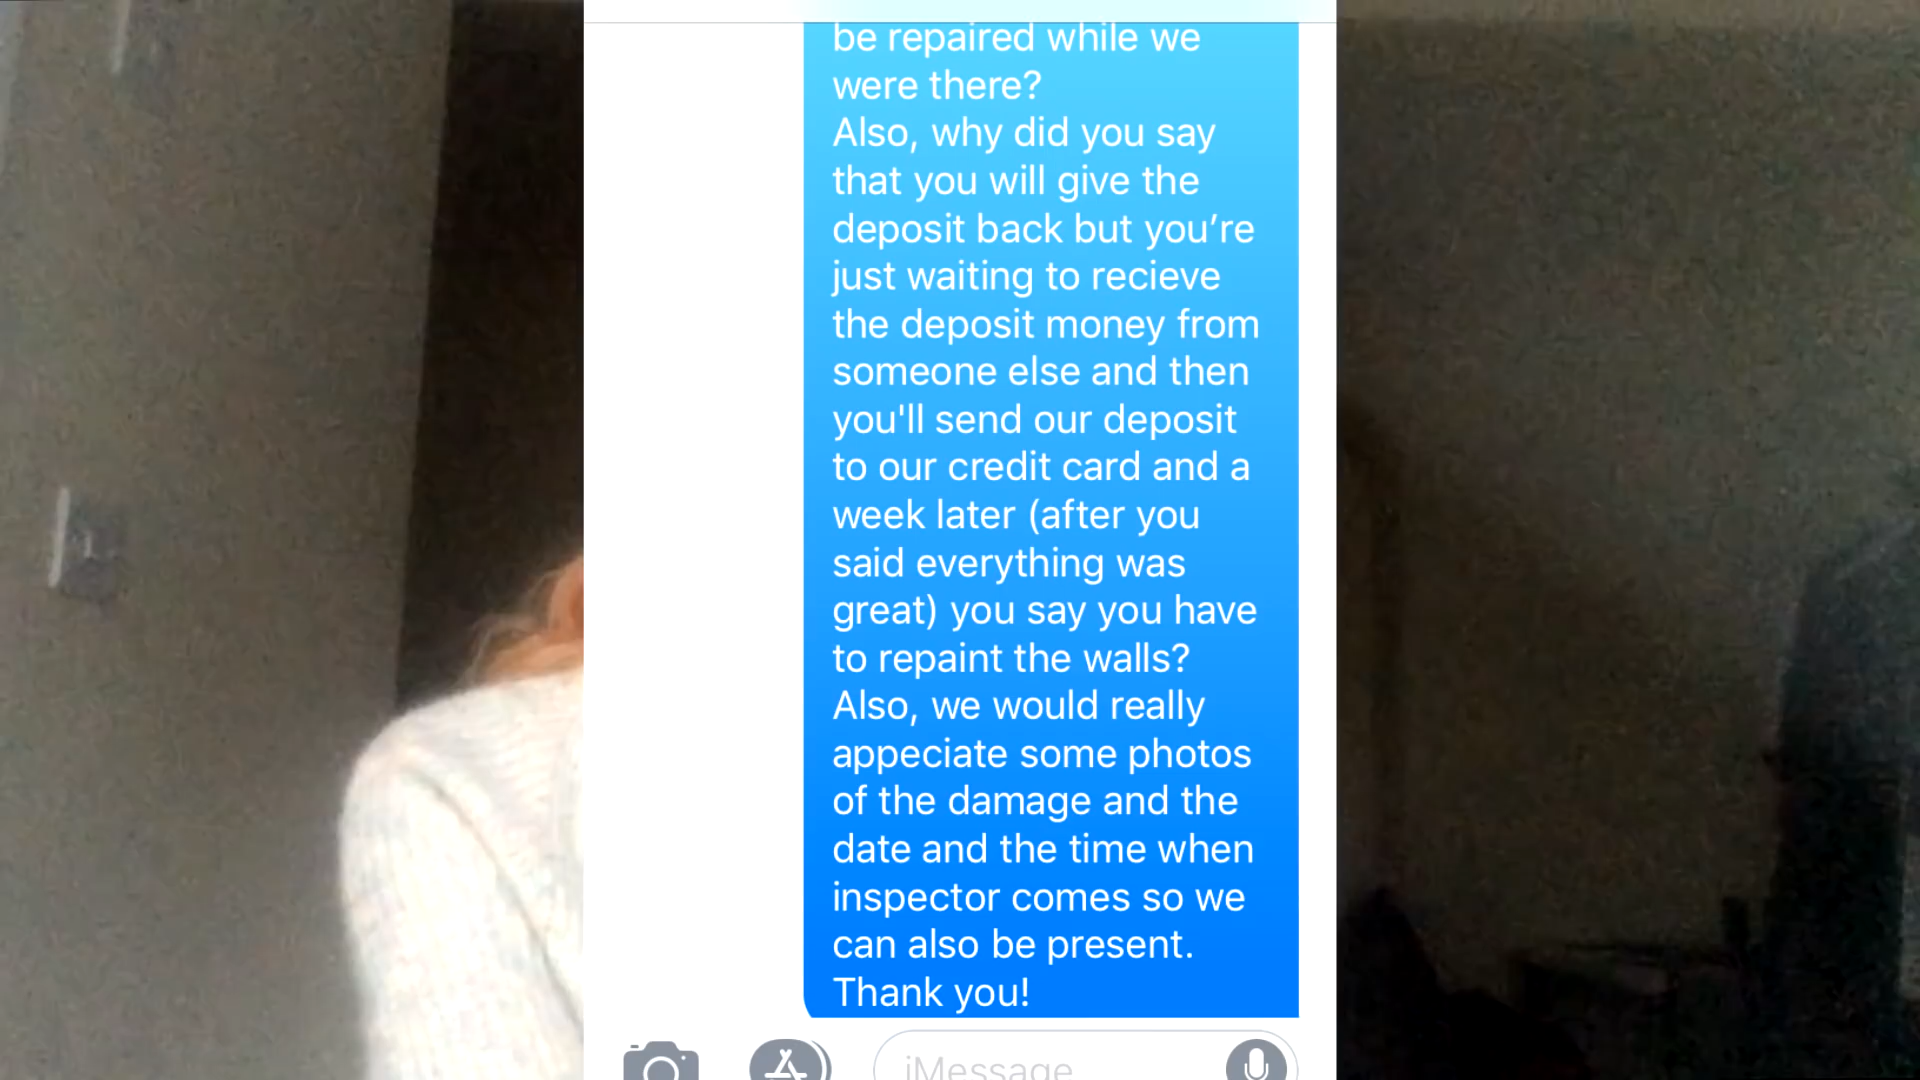 be repaired while we
were there?
Also, why did you say
that you will give the
deposit back but you’re
just waiting to recieve
the deposit money from
someone else and then
you'll send our deposit
to our credit card and a
week later (after you
said everything was
great) you say you have
to repaint the walls?
Also, we would really
appeciate some photos
of the damage and the
date and the time when
inspector comes so we
can also be present.
Thank you!
iMessage